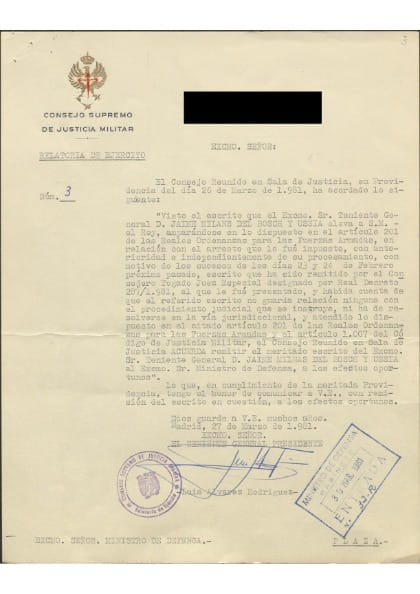 3
CONSEJO SUPREMO
DE JUSTICIA MILITAR
EXCMO. SEÑOR:
RELATORIA DE EJERCITO
Núm. 3
El Consejo Reunido en Sala de Justicia, en Provi-
dencia del día 26 de Marzo de 1.981, ha acordado lo si-
guiente:
"Visto el escrito que el Excmo. Sr. Teniente Ge-
neral D. JAIME MILANS DEL BOSCH Y USSIA eleva a S.M.
el Rey, amparándose en lo dispuesto en el artículo 201
de las Reales Ordenanzas para las Fuerzas Armadas, en
relación con el arresto que le fué impuesto, con ante-
rioridad e independientemente de su procesamiento, con
motivo de los sucesos de los días 23 y 24 de Febrero
próximo pasado, escrito que ha sido remitido por el Con
sejero Togado Juez Especial designado por Real Decreto
287/1.981, al que le fué presentado, y habida cuenta de
que el referido escrito no guarda relación ninguna con
el procedimiento judicial que se instruye, ni ha de
resolverse en la vía jurisdiccional, y atendido lo dis-
puesto en el citado artículo 201 de las Reales Ordenan-
zas para las Fuerzas Armadas y el artículo 1.007 del Có
digo de Justicia Militar, el Consejo Reunido en Sala de
Justicia ACUERDA remitir el meritado escrito del Excmo.
Sr. Teniente General D. JAIME MILANS DEL BOSCH Y USSIA
al Excmo. Sr. Ministro de Defensa, a los efectos opor-
tunos".
Lo que, en cumplimiento de la meritada Provi-
dencia, tengo el honor de comunicar a V.E., con remi-
sión del escrito en cuestión, a los efectos oportunos.
Dios guarde a V.E. muchos años.
Madrid, 27 de Marzo de 1.981.
EXCMO. SEÑOR.
EL TENIENTE GENERAL PRESIDENTE
-Luis Alvarez Rodriguez-
MINISTERIO DE DEFENSA
30 MAR. 1981
ENTRADA
EXCMO. SEÑOR. MINISTRO DE DEFENSA.-
P L A Z A.-